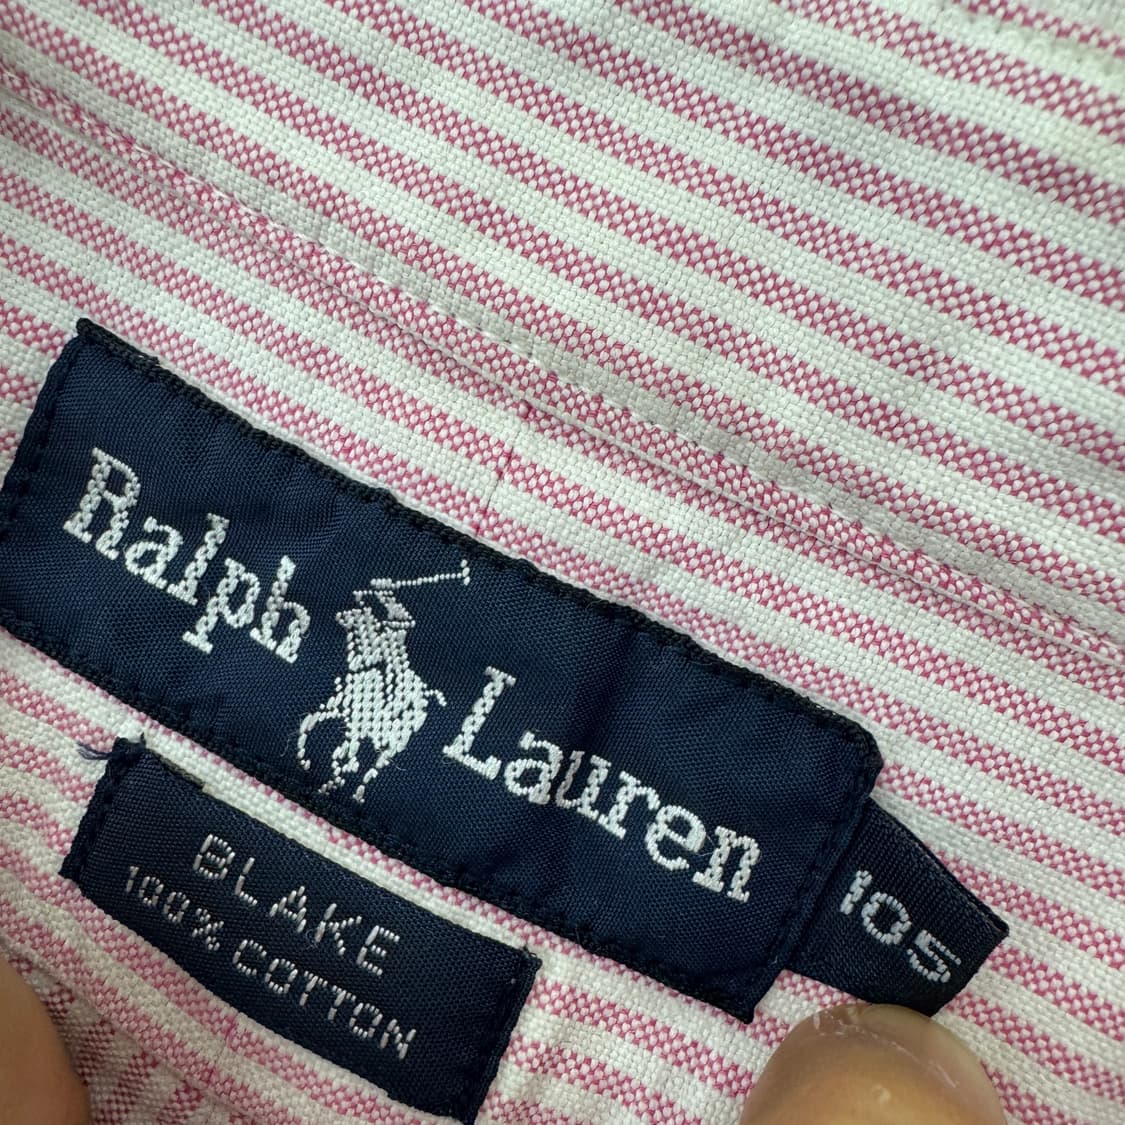 Ralph Lauren
105
BLAKE
100% COTTON